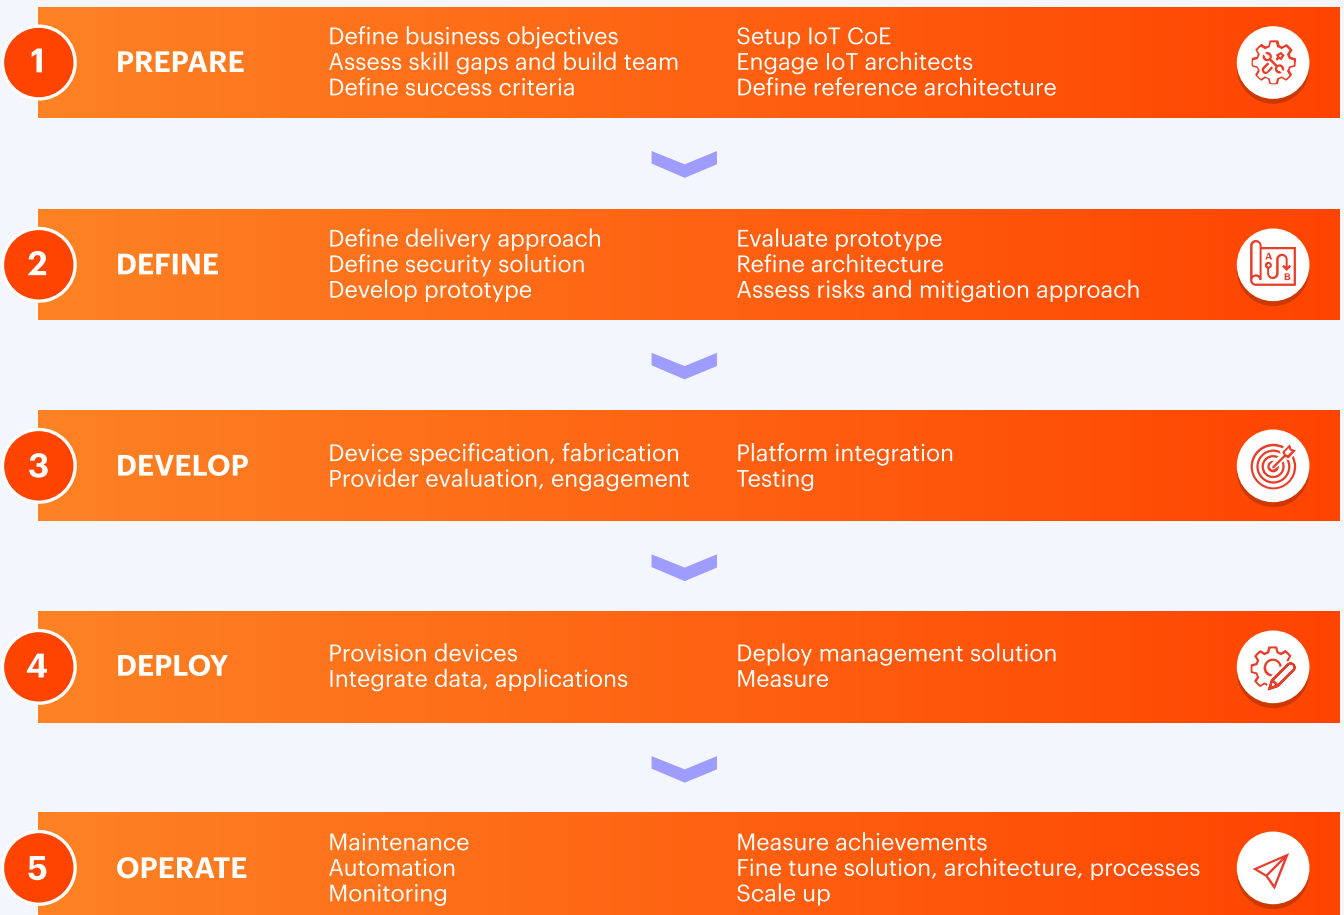 1
PREPARE
Define business objectives
Assess skill gaps and build team
Define success criteria
Setup IoT CoE
Engage IoT architects
Define reference architecture
2
DEFINE
Define delivery approach
Define security solution
Develop prototype
Evaluate prototype
Refine architecture
Assess risks and mitigation approach
A
B
3
DEVELOP
Device specification, fabrication
Provider evaluation, engagement
Platform integration
Testing
4
DEPLOY
Provision devices
Integrate data, applications
Deploy management solution
Measure
5
OPERATE
Maintenance
Automation
Monitoring
Measure achievements
Fine tune solution, architecture, processes
Scale up